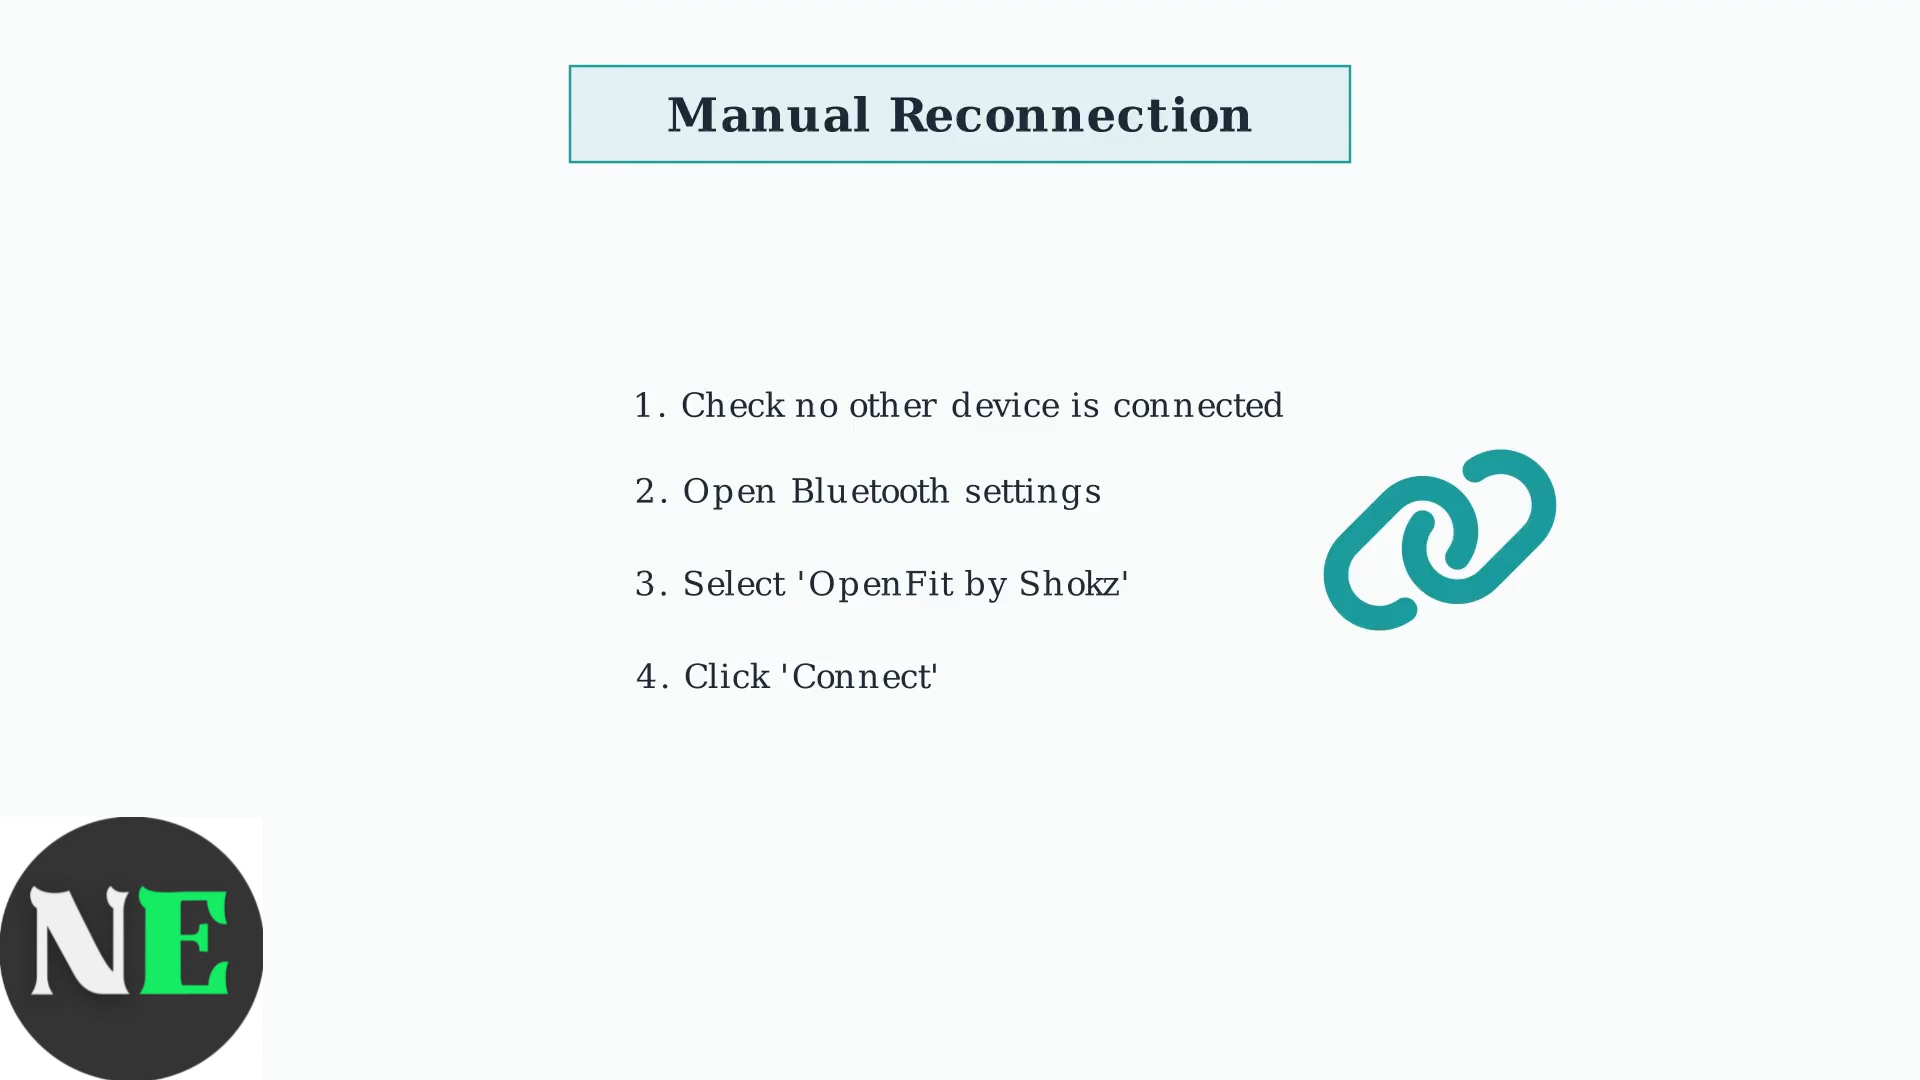 Manual Reconnection
1. Check no other device is connected
2. Open Bluetooth settings
3. Select 'OpenFit by Shokz'
4. Click 'Connect'
NE